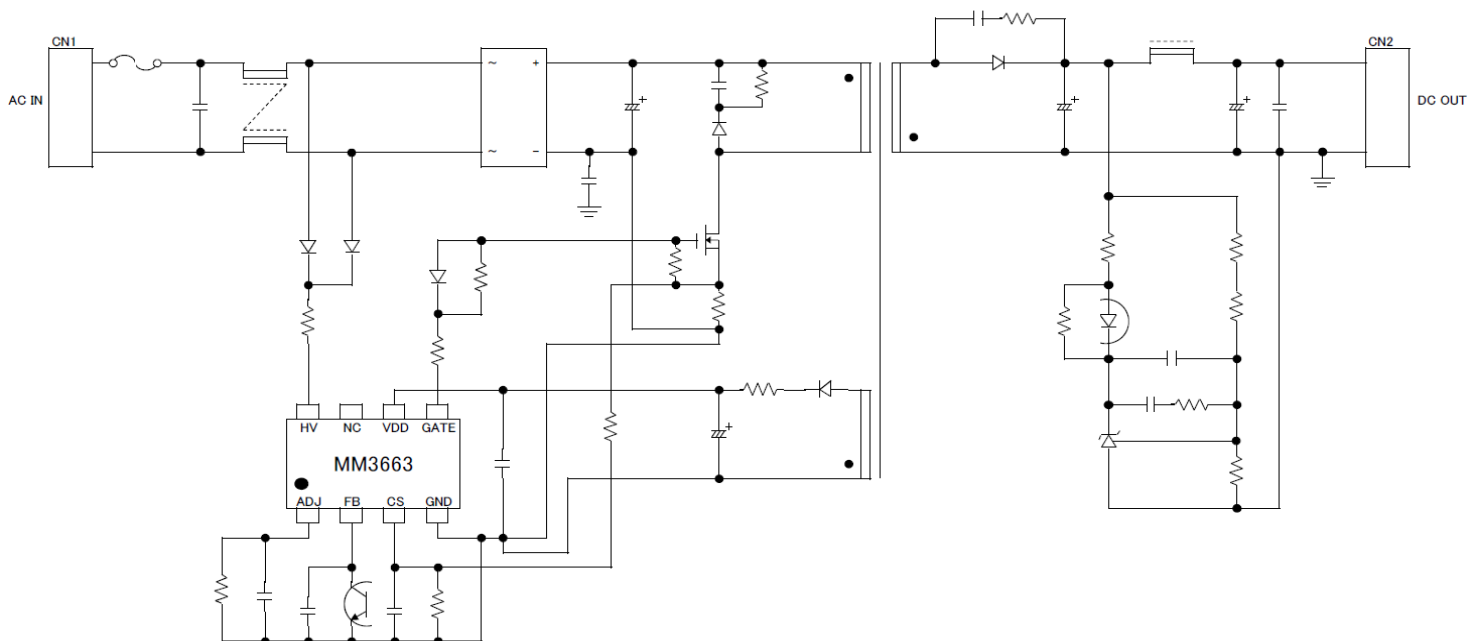 CN1
CN2
AC IN
DC OUT
~ +
~ -
+
+
+
HV NC VDD GATE
+
MM3663
ADJ FB CS GND